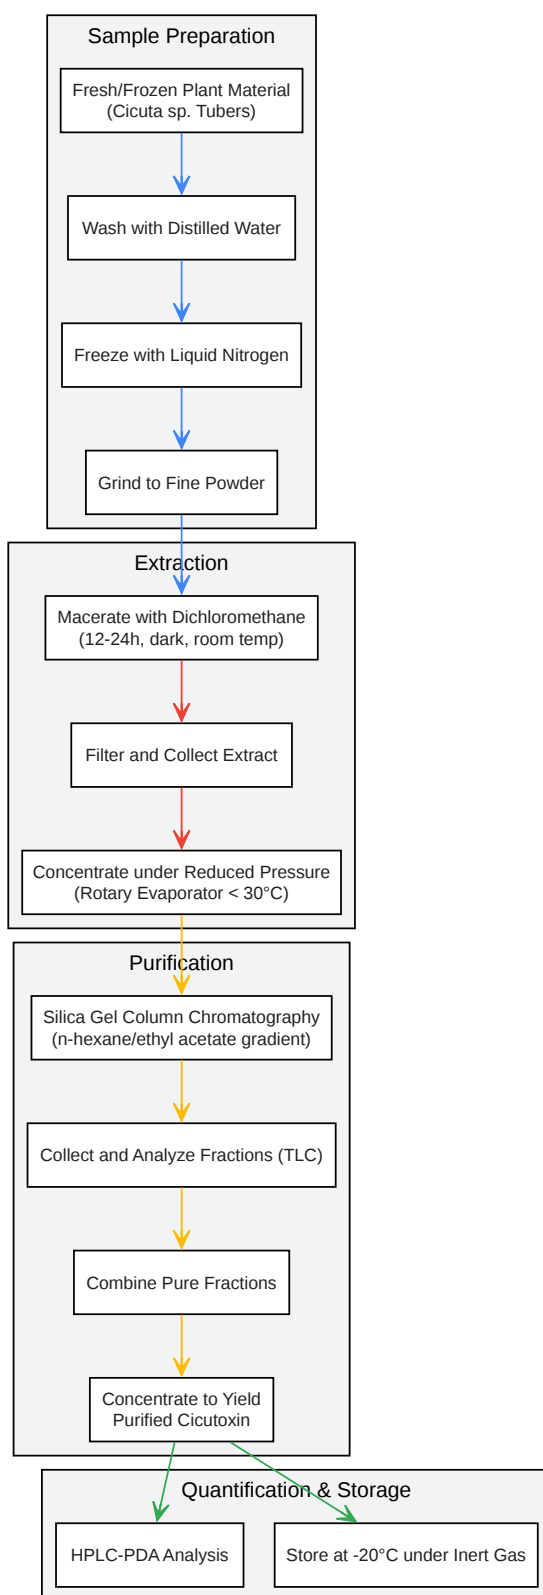 Sample Preparation
Fresh/Frozen Plant Material
(Cicuta sp. Tubers)
Wash with Distilled Water
Freeze with Liquid Nitrogen
Grind to Fine Powder
Extraction
Macerate with Dichloromethane
(12-24h, dark, room temp)
Filter and Collect Extract
Concentrate under Reduced Pressure
(Rotary Evaporator < 30°C)
Purification
Silica Gel Column Chromatography
(n-hexane/ethyl acetate gradient)
Collect and Analyze Fractions (TLC)
Combine Pure Fractions
Concentrate to Yield
Purified Cicutoxin
Quantification & Storage
HPLC-PDA Analysis
Store at -20°C under Inert Gas